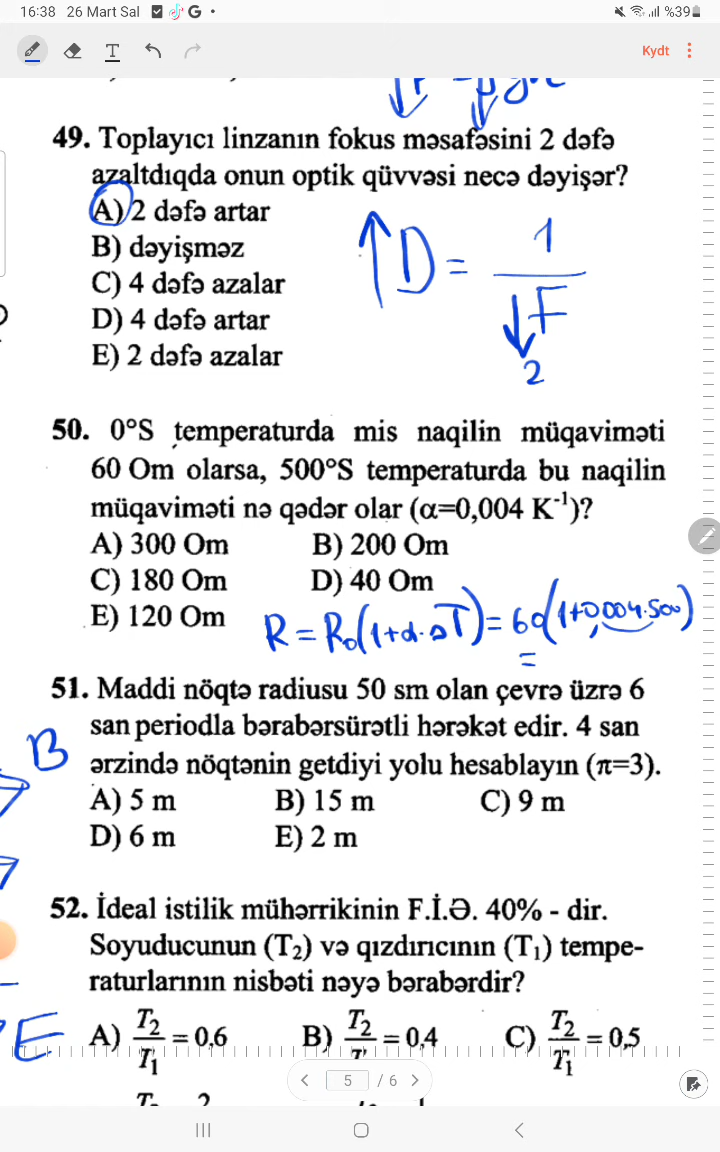 16:38 26 Mart Sal G %39
T Kydt
49. Toplayıcı linzanın fokus məsafəsini 2 dəfə
azaltdıqda onun optik qüvvəsi necə dəyişər?
A) 2 dəfə artar
B) dəyişməz
C) 4 dəfə azalar
D) 4 dəfə artar
E) 2 dəfə azalar
↑D = 1
↓F
2
50. 0°S temperaturda mis naqilin müqaviməti
60 Om olarsa, 500°S temperaturda bu naqilin
müqaviməti nə qədər olar (α=0,004 K⁻¹)?
A) 300 Om B) 200 Om
C) 180 Om D) 40 Om
E) 120 Om R = R₀(1+α·ΔT) = 60(1+0,004·500)
=
51. Maddi nöqtə radiusu 50 sm olan çevrə üzrə 6
san periodla bərabərsürətli hərəkət edir. 4 san
B
ərzində nöqtənin getdiyi yolu hesablayın (π=3).
A) 5 m B) 15 m C) 9 m
D) 6 m E) 2 m
52. İdeal istilik mühərrikinin F.İ.Ə. 40% - dir.
Soyuducunun (T₂) və qızdırıcının (T₁) tempe-
raturlarının nisbəti nəyə bərabərdir?
E
A) T₂/T₁ = 0,6 B) T₂/T = 0,4 C) T₂/T₁ = 0,5
5 / 6